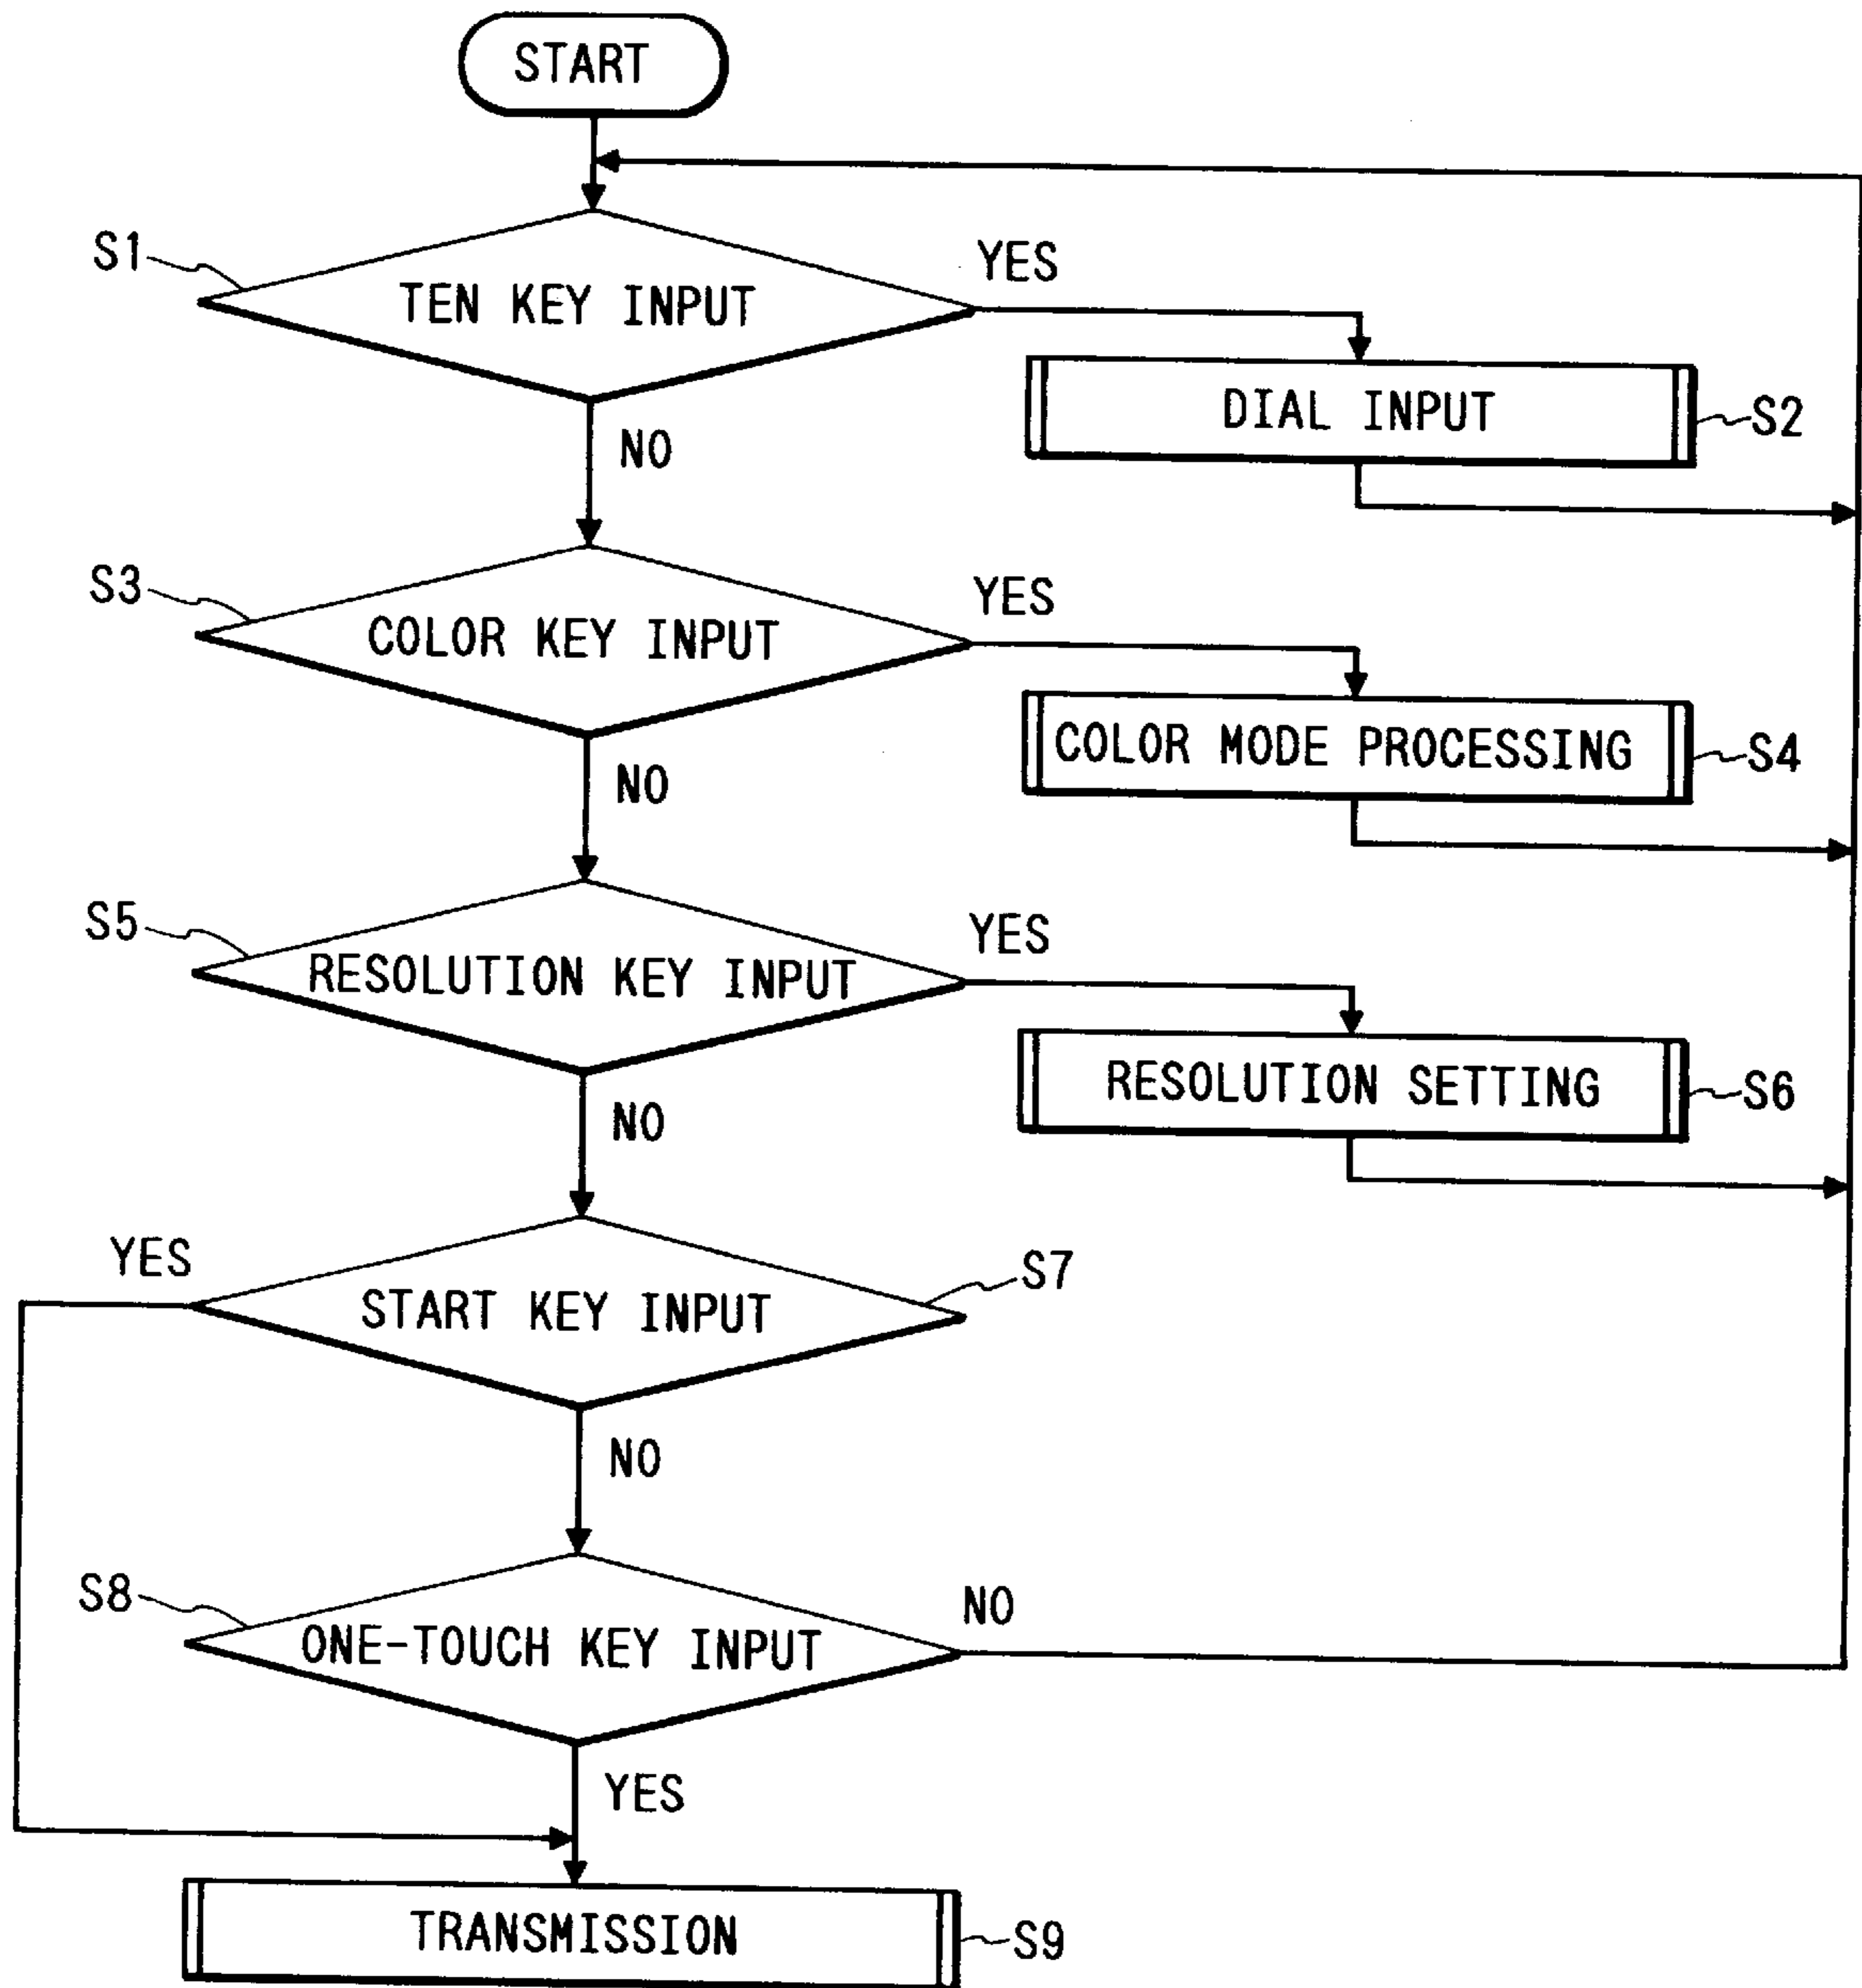 START
S1
TEN KEY INPUT
YES
DIAL INPUT
S2
NO
S3
COLOR KEY INPUT
YES
COLOR MODE PROCESSING
S4
NO
S5
RESOLUTION KEY INPUT
YES
RESOLUTION SETTING
S6
NO
YES
START KEY INPUT
S7
NO
S8
ONE-TOUCH KEY INPUT
NO
YES
TRANSMISSION
S9